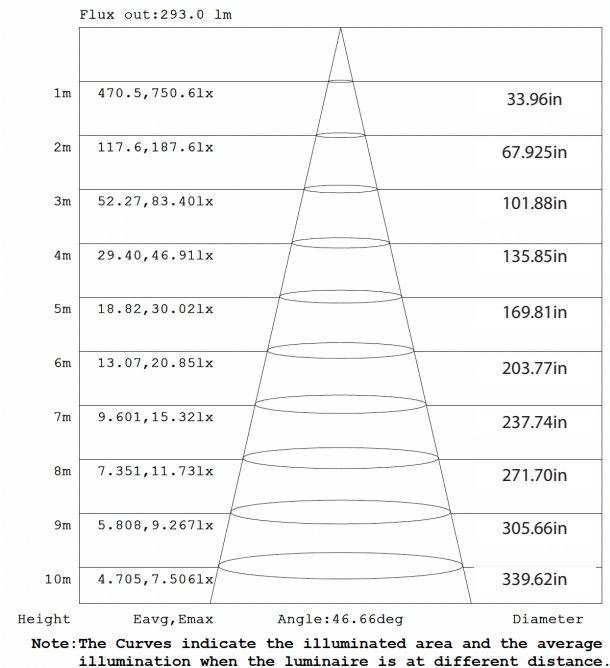 Flux out:293.0 lm
1m 470.5,750.6lx 33.96in
2m 117.6,187.6lx 67.925in
3m 52.27,83.40lx 101.88in
4m 29.40,46.91lx 135.85in
5m 18.82,30.02lx 169.81in
6m 13.07,20.85lx 203.77in
7m 9.601,15.32lx 237.74in
8m 7.351,11.73lx 271.70in
9m 5.808,9.267lx 305.66in
10m 4.705,7.506lx 339.62in
Height Eavg,Emax Angle:46.66deg Diameter
Note:The Curves indicate the illuminated area and the average
illumination when the luminaire is at different distance.